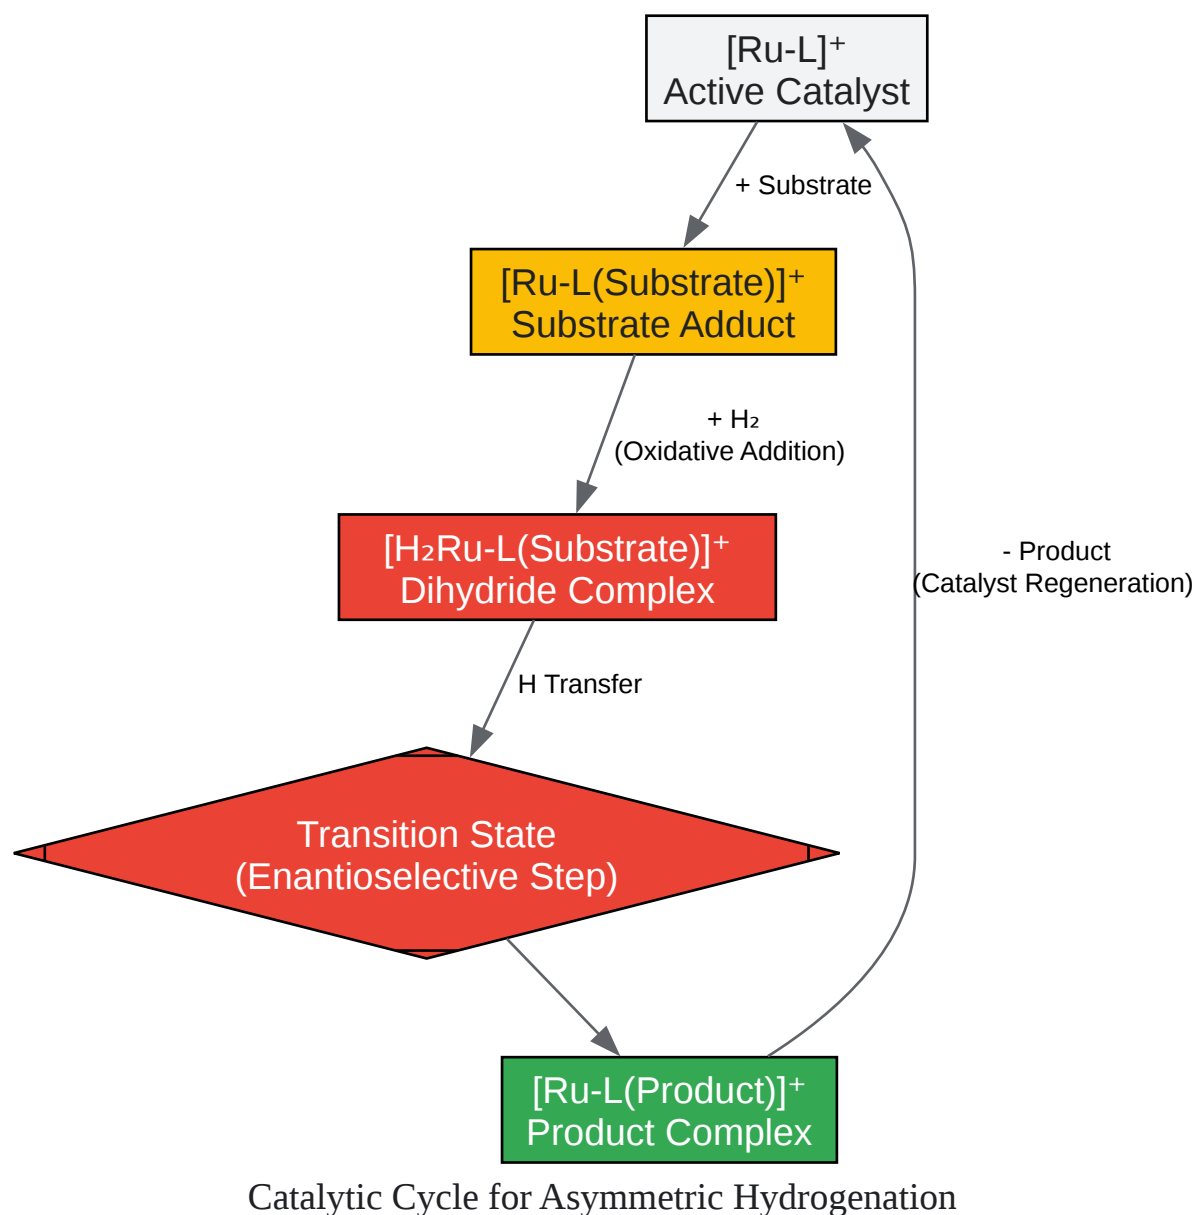 [Ru-L]⁺
Active Catalyst
+ Substrate
[Ru-L(Substrate)]⁺
Substrate Adduct
+ H₂
(Oxidative Addition)
[H₂Ru-L(Substrate)]⁺
Dihydride Complex
- Product
(Catalyst Regeneration)
H Transfer
Transition State
(Enantioselective Step)
[Ru-L(Product)]⁺
Product Complex
Catalytic Cycle for Asymmetric Hydrogenation